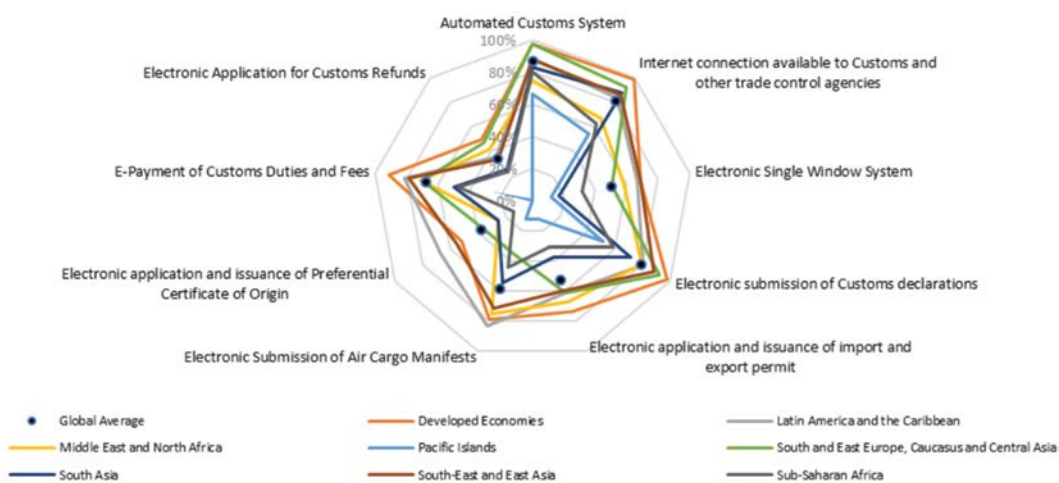 Automated Customs System
100%
80%
60%
40%
20%
0%
Internet connection available to Customs and
other trade control agencies
Electronic Single Window System
Electronic submission of Customs declarations
Electronic application and issuance of import and
export permit
Electronic Submission of Air Cargo Manifests
Electronic application and issuance of Preferential
Certificate of Origin
E-Payment of Customs Duties and Fees
Electronic Application for Customs Refunds
Global Average
Developed Economies
Latin America and the Caribbean
Middle East and North Africa
Pacific Islands
South and East Europe, Caucasus and Central Asia
South Asia
South-East and East Asia
Sub-Saharan Africa